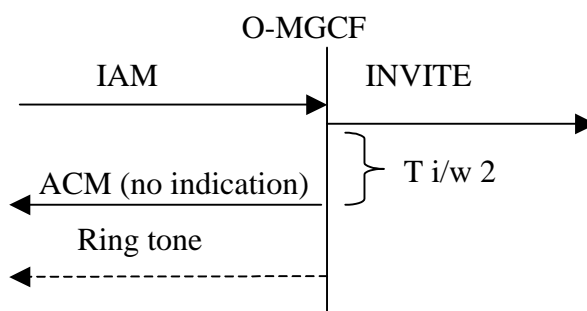 O-MGCF
IAM
INVITE
T i/w 2
ACM (no indication)
Ring tone